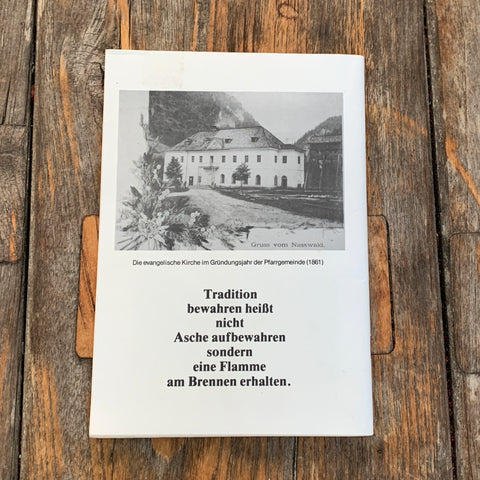 Gruss vom Nasswald.
Die evangelische Kirche im Gründungsjahr der Pfarrgemeinde (1861)
Tradition
bewahren heißt
nicht
Asche aufbewahren
sondern
eine Flamme
am Brennen erhalten.